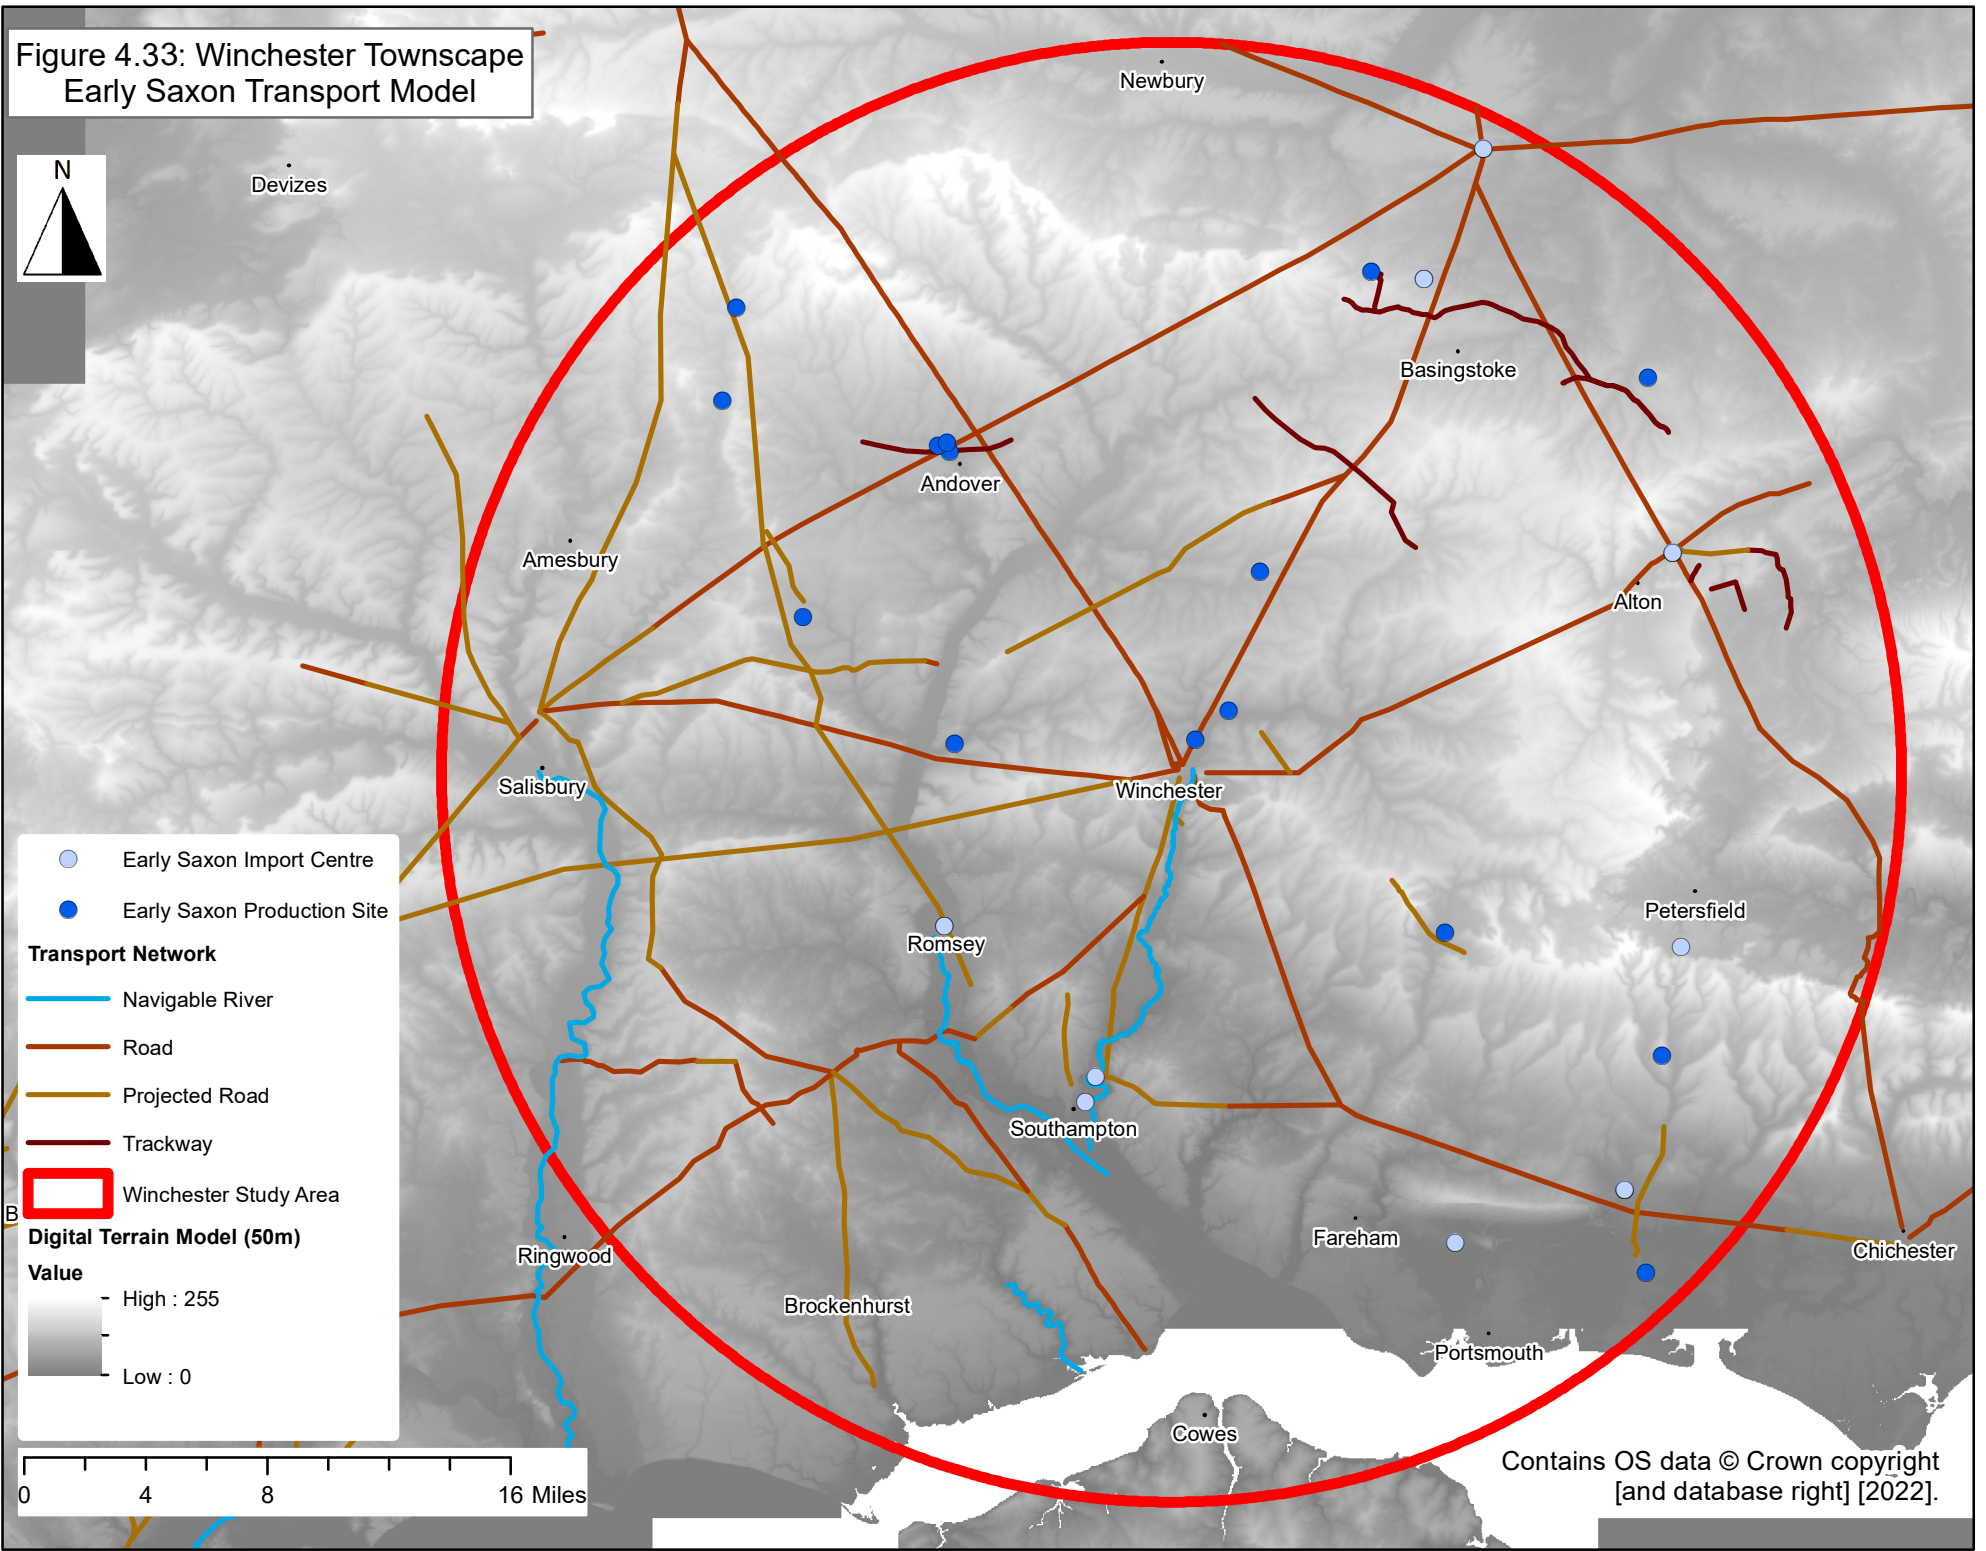 Figure 4.33: Winchester Townscape
Early Saxon Transport Model
N
Newbury
Devizes
Basingstoke
Andover
Amesbury
Alton
Salisbury
Winchester
Petersfield
Romsey
Southampton
Fareham
Chichester
Ringwood
Brockenhurst
Portsmouth
Cowes
B
Early Saxon Import Centre
Early Saxon Production Site
Transport Network
Navigable River
Road
Projected Road
Trackway
Winchester Study Area
Digital Terrain Model (50m)
Value
High : 255
Low : 0
0 4 8 16 Miles
Contains OS data © Crown copyright
[and database right] [2022].